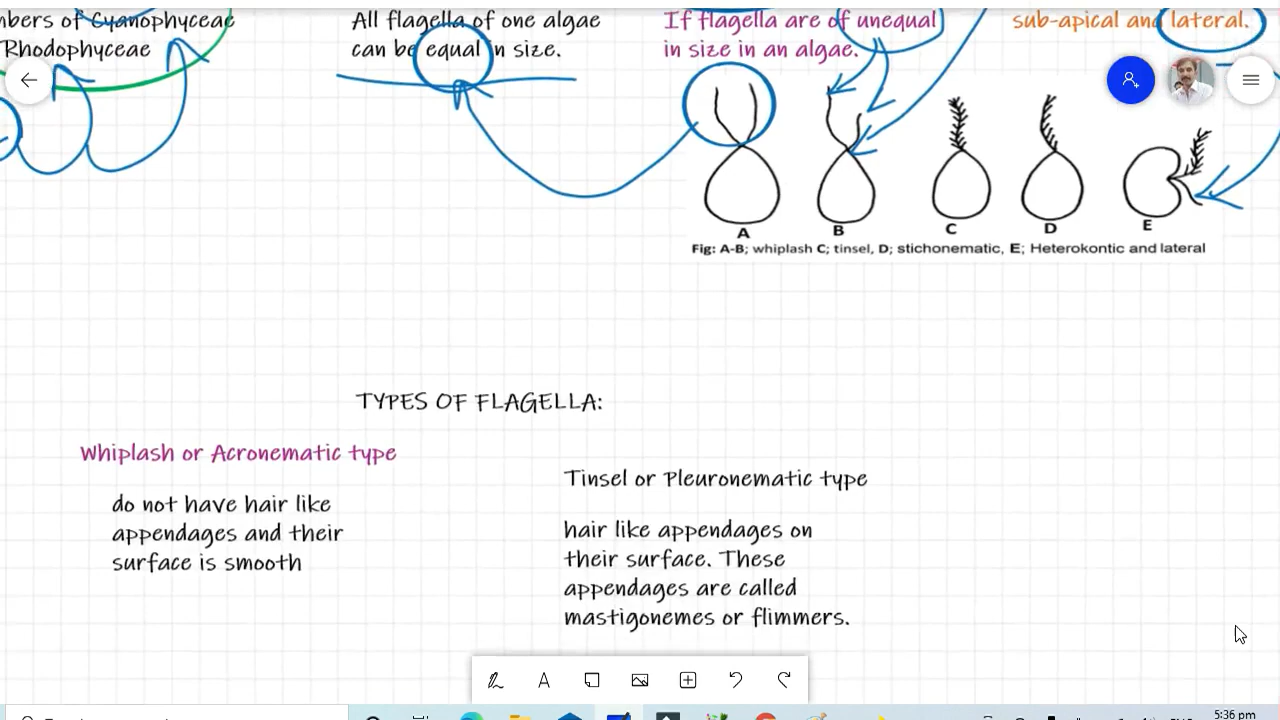 Cyanophyceae
Rhodophyceae
All flagella of one algae
can be equal in size.
If flagella are of unequal
in size in an algae.
sub-apical and lateral.
A
B
C
D
E
Fig: A-B; whiplash C; tinsel, D; stichonematic, E; Heterokontic and lateral
TYPES OF FLAGELLA:
Whiplash or Acronematic type
do not have hair like
appendages and their
surface is smooth
Tinsel or Pleuronematic type
hair like appendages on
their surface. These
appendages are called
mastigonemes or flimmers.
A
5:36 pm